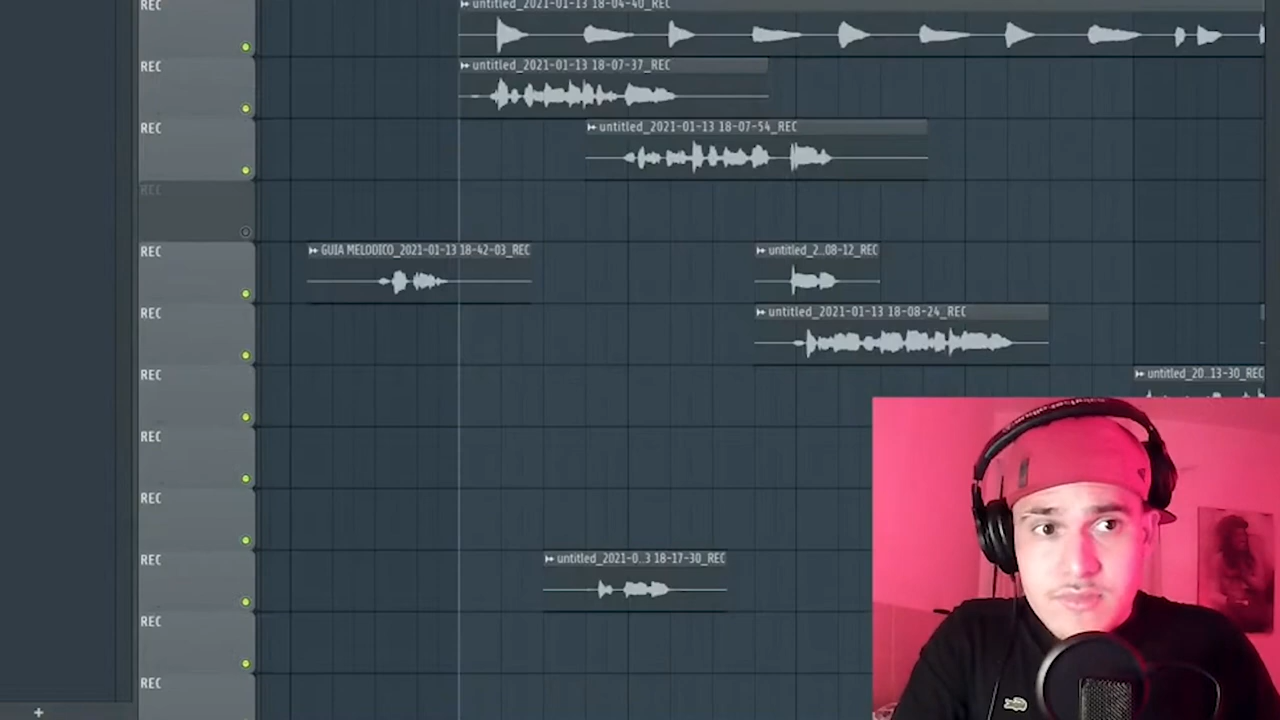 REC
untitled_2021-01-13 18-04-40_REC
REC
untitled_2021-01-13 18-07-37_REC
REC
untitled_2021-01-13 18-07-54_REC
REC
REC
GUIA MELODICO_2021-01-13 18-42-03_REC
untitled_2..08-12_REC
REC
untitled_2021-01-13 18-08-24_REC
REC
untitled_20..13-30_REC
REC
REC
REC
untitled_2021-0..3 18-17-30_REC
REC
REC
+